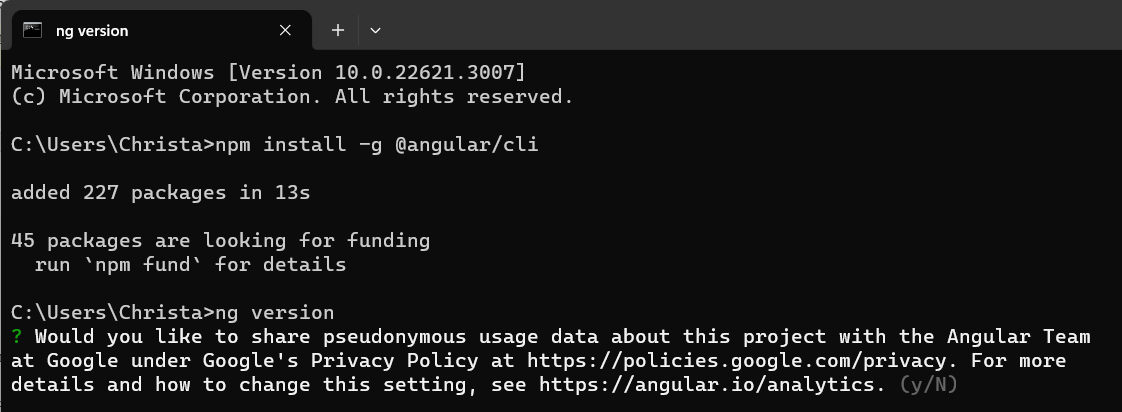 ng version
Microsoft Windows [Version 10.0.22621.3007]
(c) Microsoft Corporation. All rights reserved.
C:\Users\Christa>npm install -g @angular/cli
added 227 packages in 13s
45 packages are looking for funding
run `npm fund` for details
C:\Users\Christa>ng version
? Would you like to share pseudonymous usage data about this project with the Angular Team
at Google under Google's Privacy Policy at https://policies.google.com/privacy. For more
details and how to change this setting, see https://angular.io/analytics. (y/N)